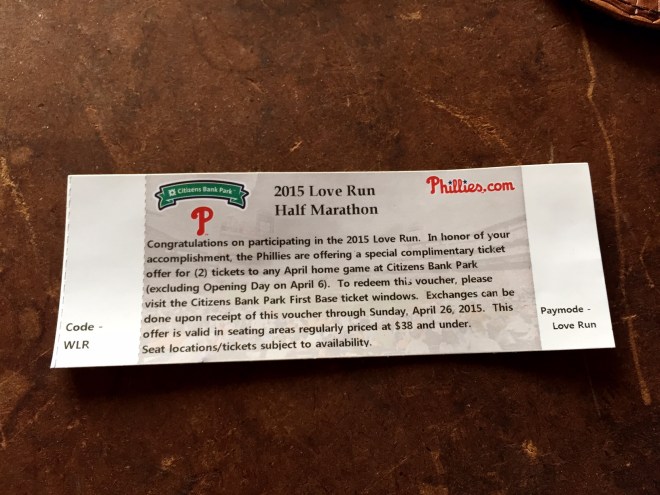 Citizens Bank Park
P
2015 Love Run
Half Marathon
Phillies.com
Congratulations on participating in the 2015 Love Run. In honor of your
accomplishment, the Phillies are offering a special complimentary ticket
offer for (2) tickets to any April home game at Citizens Bank Park
(excluding Opening Day on April 6). To redeem this voucher, please
visit the Citizens Bank Park First Base ticket windows. Exchanges can be
done upon receipt of this voucher through Sunday, April 26, 2015. This
offer is valid in seating areas regularly priced at $38 and under.
Seat locations/tickets subject to availability.
Code -
WLR
Paymode -
Love Run